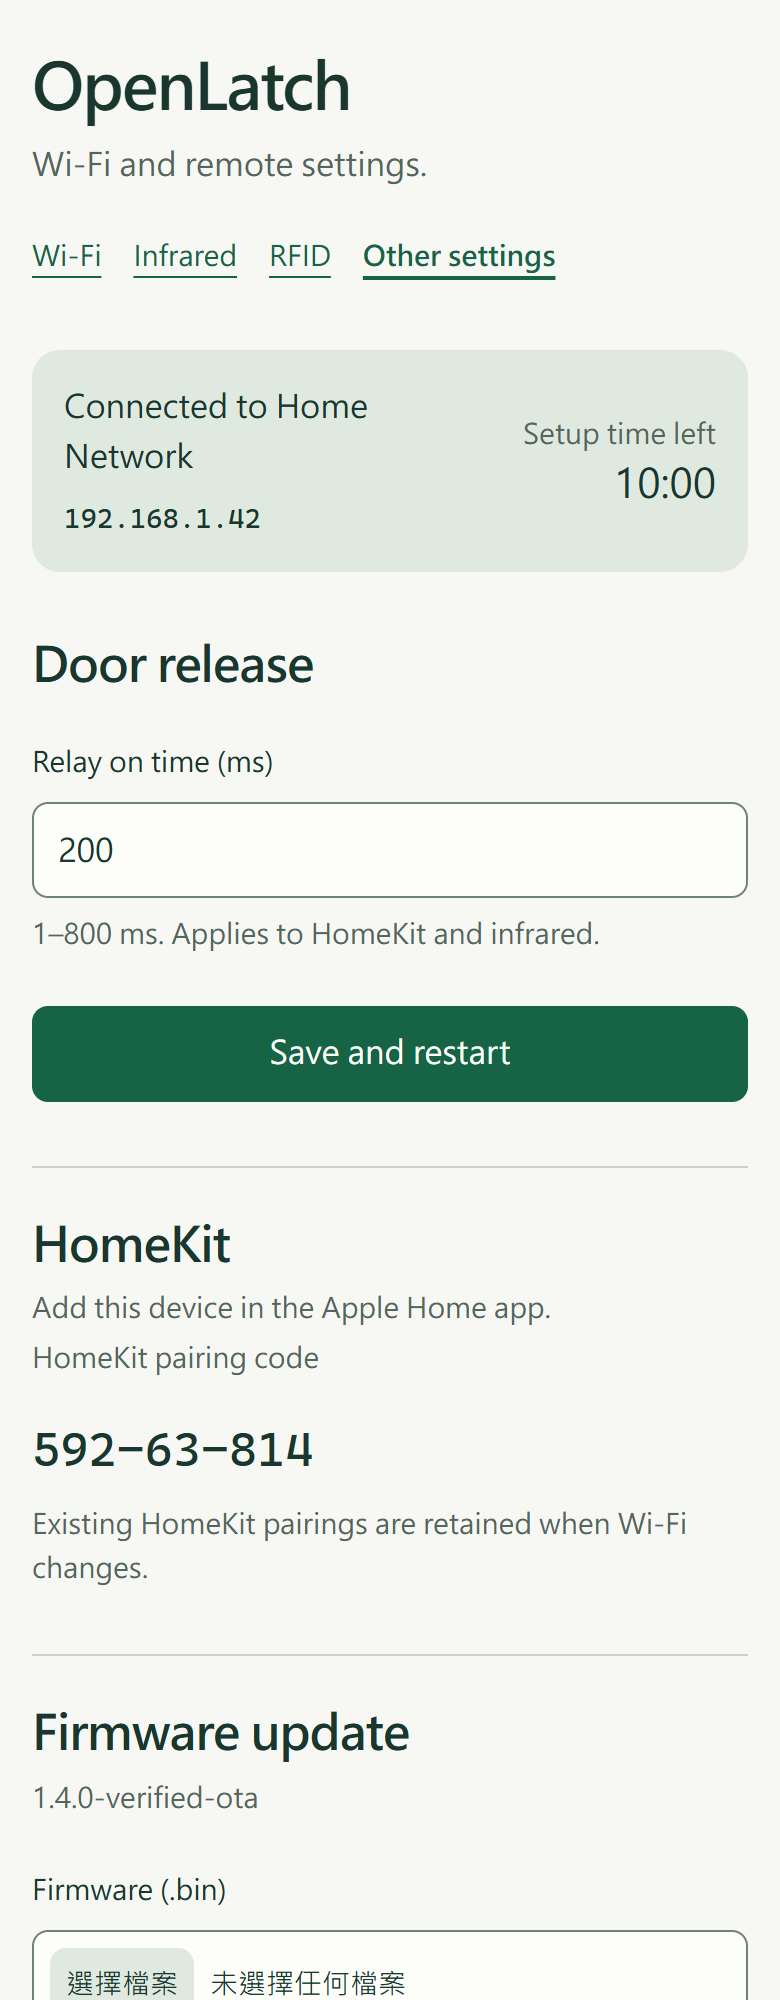 OpenLatch
Wi-Fi and remote settings.
Wi-Fi Infrared RFID Other settings
Connected to Home
Network
192.168.1.42
Setup time left
10:00
Door release
Relay on time (ms)
200
1–800 ms. Applies to HomeKit and infrared.
Save and restart
HomeKit
Add this device in the Apple Home app.
HomeKit pairing code
592-63-814
Existing HomeKit pairings are retained when Wi-Fi
changes.
Firmware update
1.4.0-verified-ota
Firmware (.bin)
選擇檔案 未選擇任何檔案